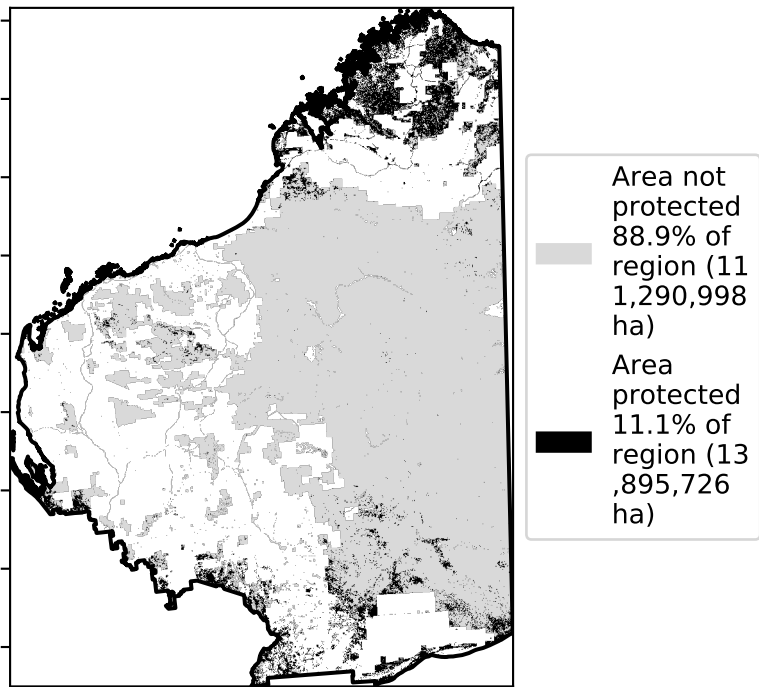 Area not
protected
88.9% of
region (11
1,290,998
ha)
Area
protected
11.1% of
region (13
,895,726
ha)